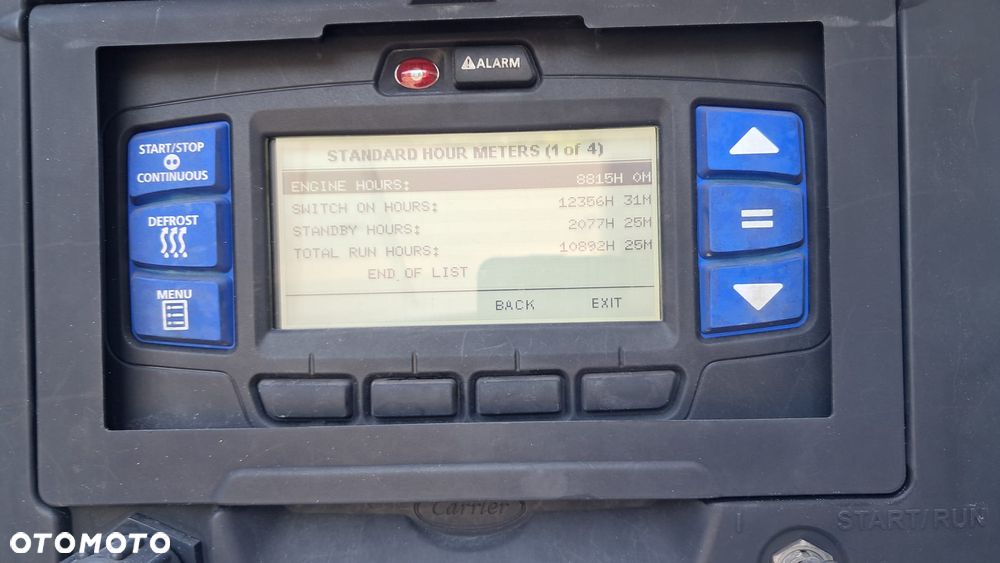 ⚠ALARM
START/STOP
CONTINUOUS
DEFROST
MENU
STANDARD HOUR METERS (1 of 4)
ENGINE HOURS: 8815H 0M
SWITCH ON HOURS: 12356H 31M
STANDBY HOURS: 2077H 25M
TOTAL RUN HOURS: 10892H 25M
END OF LIST
BACK EXIT
=
Carrier
I START/RUN
OTOMOTO